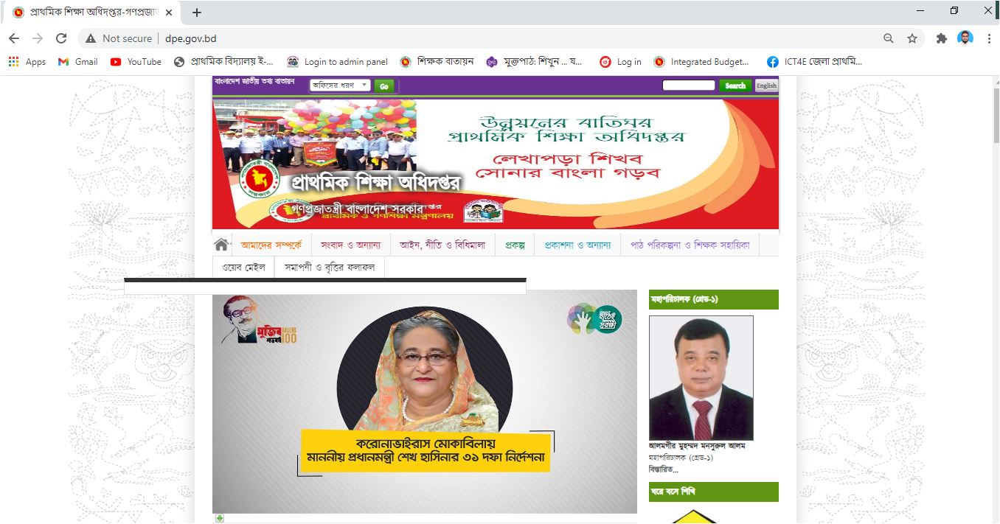 প্রাথমিক শিক্ষা অধিদপ্তর-গণপ্রজাত
Not secure | dpe.gov.bd
Apps Gmail YouTube প্রাথমিক বিদ্যালয় ই-... Login to admin panel শিক্ষক বাতায়ন মুক্তপাঠ: শিখুন ... য... Log in Integrated Budget... ICT4E জেলা প্রাথমি...
বাংলাদেশ জাতীয় তথ্য বাতায়ন অফিসের ধরণ Go Search English
উন্নয়নের বাতিঘর
প্রাথমিক শিক্ষা অধিদপ্তর
লেখাপড়া শিখব
সোনার বাংলা গড়ব
প্রাথমিক শিক্ষা অধিদপ্তর
গণপ্রজাতন্ত্রী বাংলাদেশ সরকার
প্রাথমিক ও গণশিক্ষা মন্ত্রণালয়
আমাদের সম্পর্কে সংবাদ ও অন্যান্য আইন, নীতি ও বিধিমালা প্রকল্প প্রকাশনা ও অন্যান্য পাঠ পরিকল্পনা ও শিক্ষক সহায়িকা
ওয়েব মেইল সমাপনী ও বৃত্তির ফলাফল
মুজিব MUJIB
শতবর্ষ 100
করোনাভাইরাস মোকাবিলায়
মাননীয় প্রধানমন্ত্রী শেখ হাসিনার ৩১ দফা নির্দেশনা
মহাপরিচালক (গ্রেড-১)
আলমগীর মুহম্মদ মনসুরুল আলম
মহাপরিচালক (গ্রেড-১)
বিস্তারিত...
ঘরে বসে শিখি